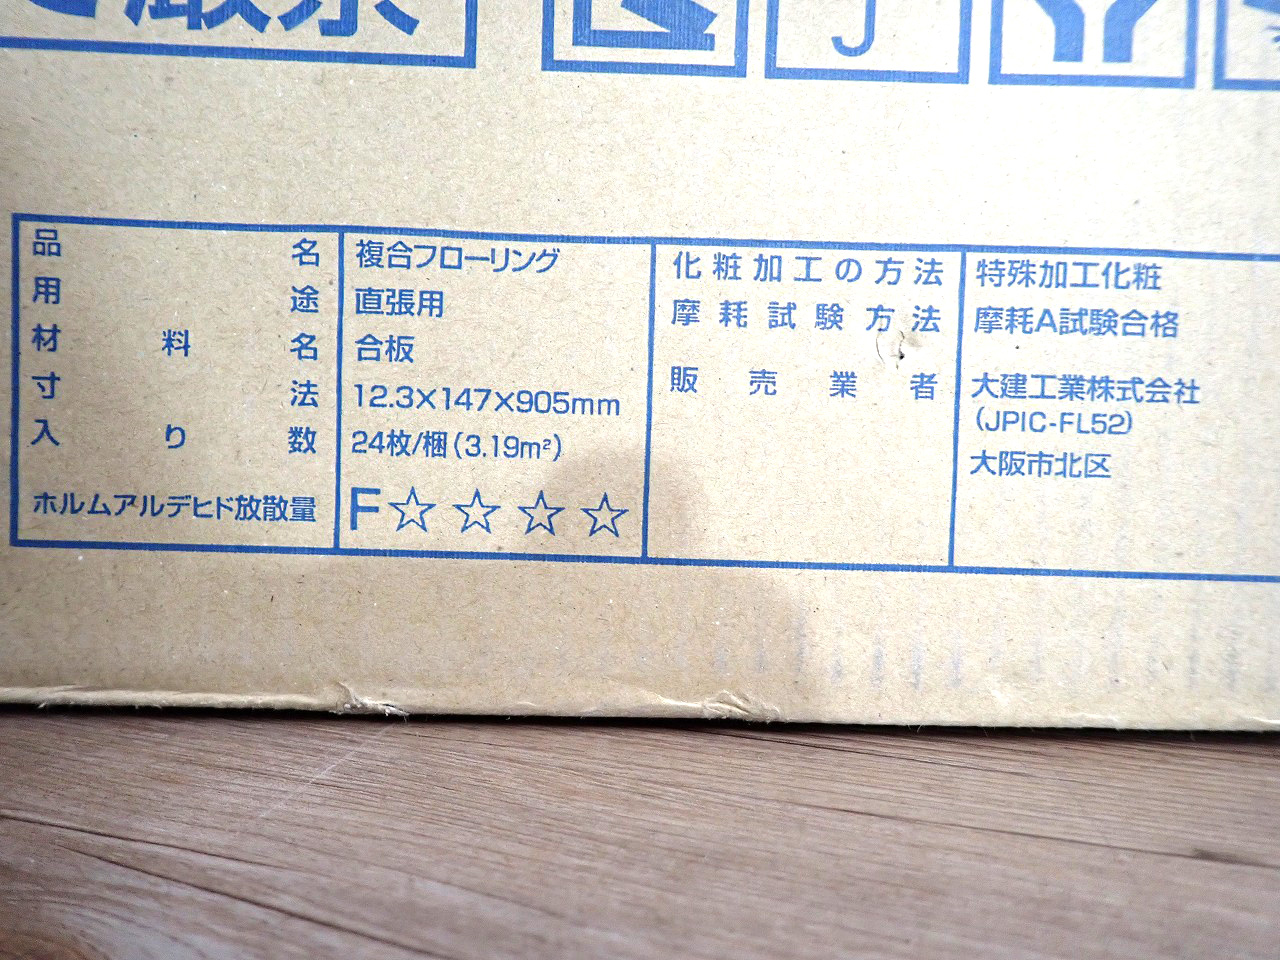 厳禁
品名 複合フローリング
用途 直張用
材料名 合板
寸法 12.3×147×905mm
入り数 24枚/梱(3.19m²)
ホルムアルデヒド放散量 F☆☆☆☆
化粧加工の方法 特殊加工化粧
摩耗試験方法 摩耗A試験合格
販売業者 大建工業株式会社
(JPIC-FL52)
大阪市北区